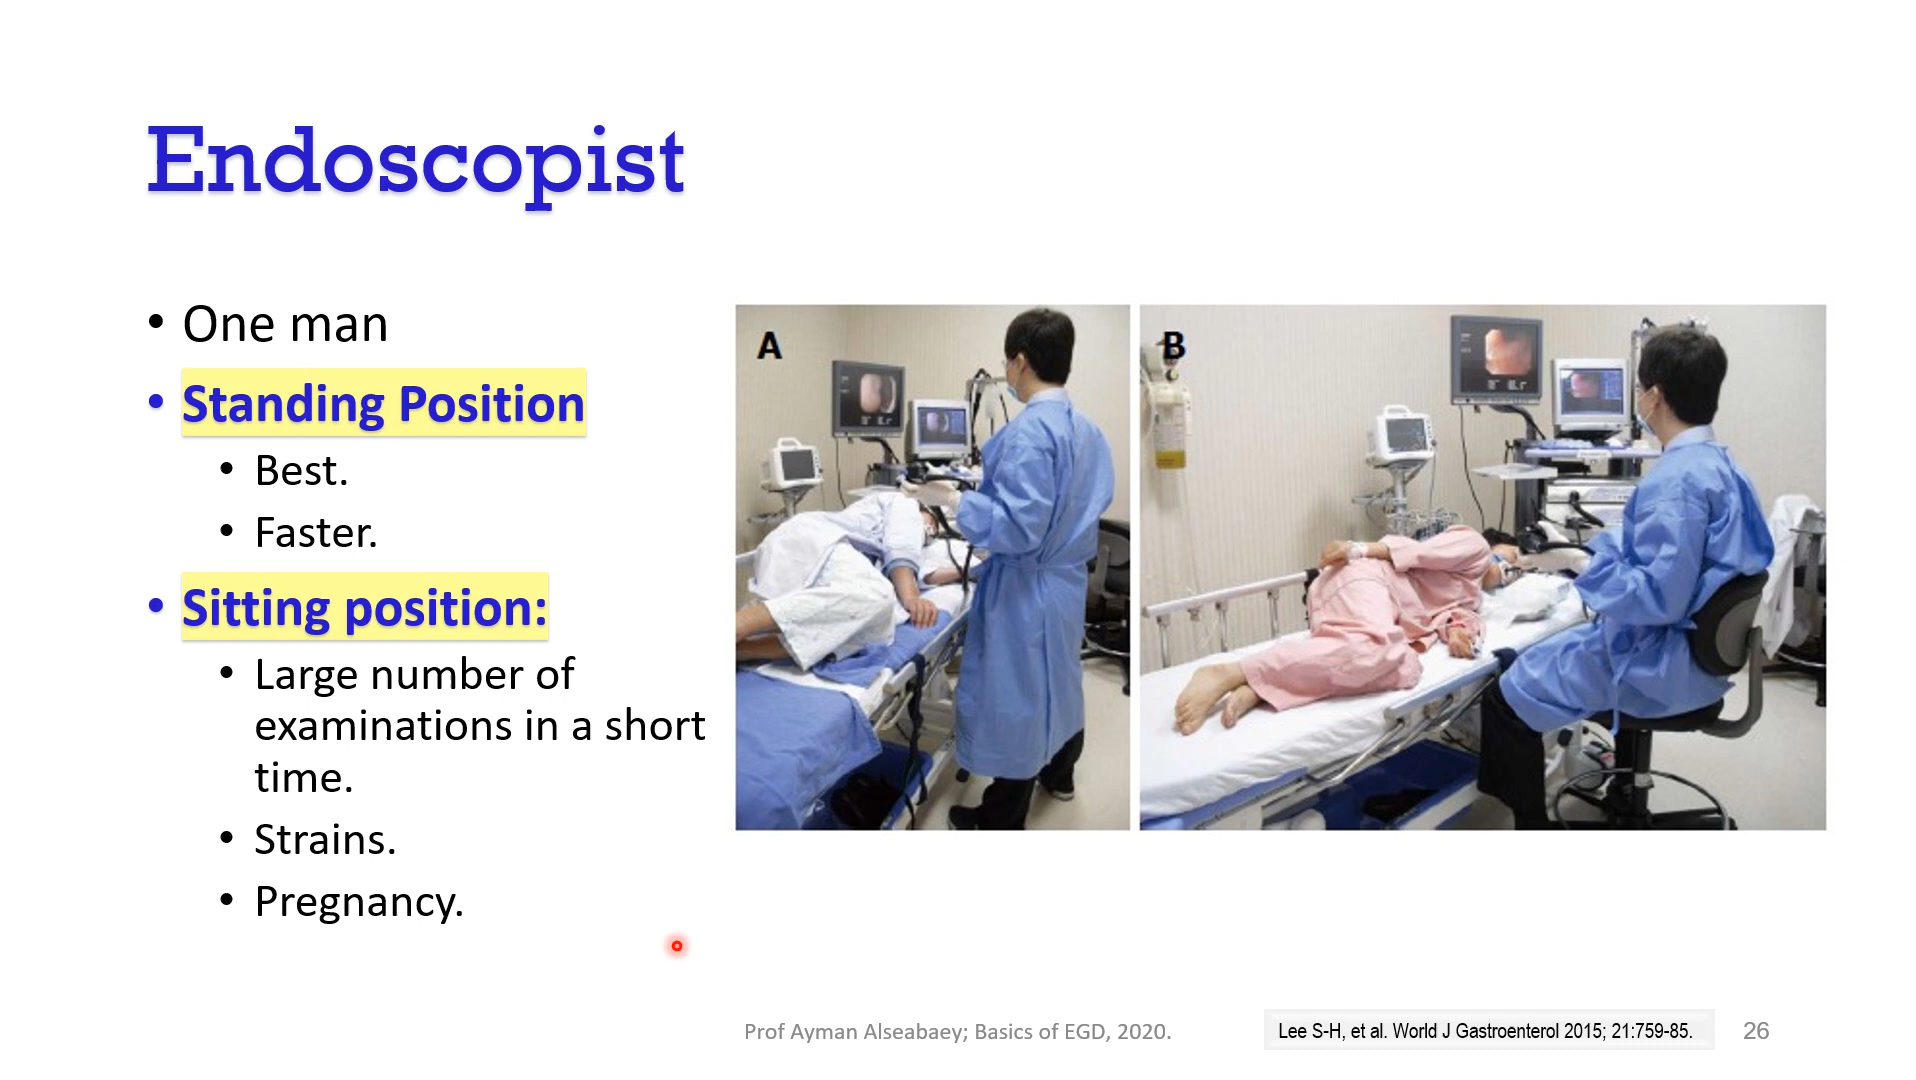 Endoscopist
• One man
• Standing Position
• Best.
• Faster.
• Sitting position:
• Large number of
examinations in a short
time.
• Strains.
• Pregnancy.
A
B
Prof Ayman Alseabaey; Basics of EGD, 2020.
Lee S-H, et al. World J Gastroenterol 2015; 21:759-85.
26